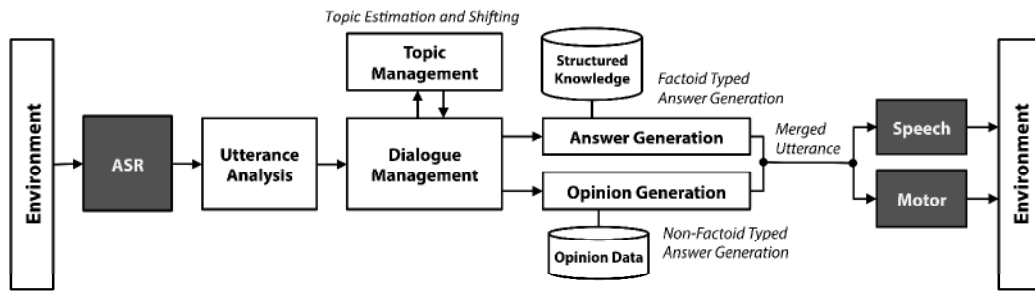 Environment
ASR
Utterance
Analysis
Topic Estimation and Shifting
Topic
Management
Dialogue
Management
Structured
Knowledge
Factoid Typed
Answer Generation
Answer Generation
Opinion Generation
Opinion Data
Non-Factoid Typed
Answer Generation
Merged
Utterance
Speech
Motor
Environment